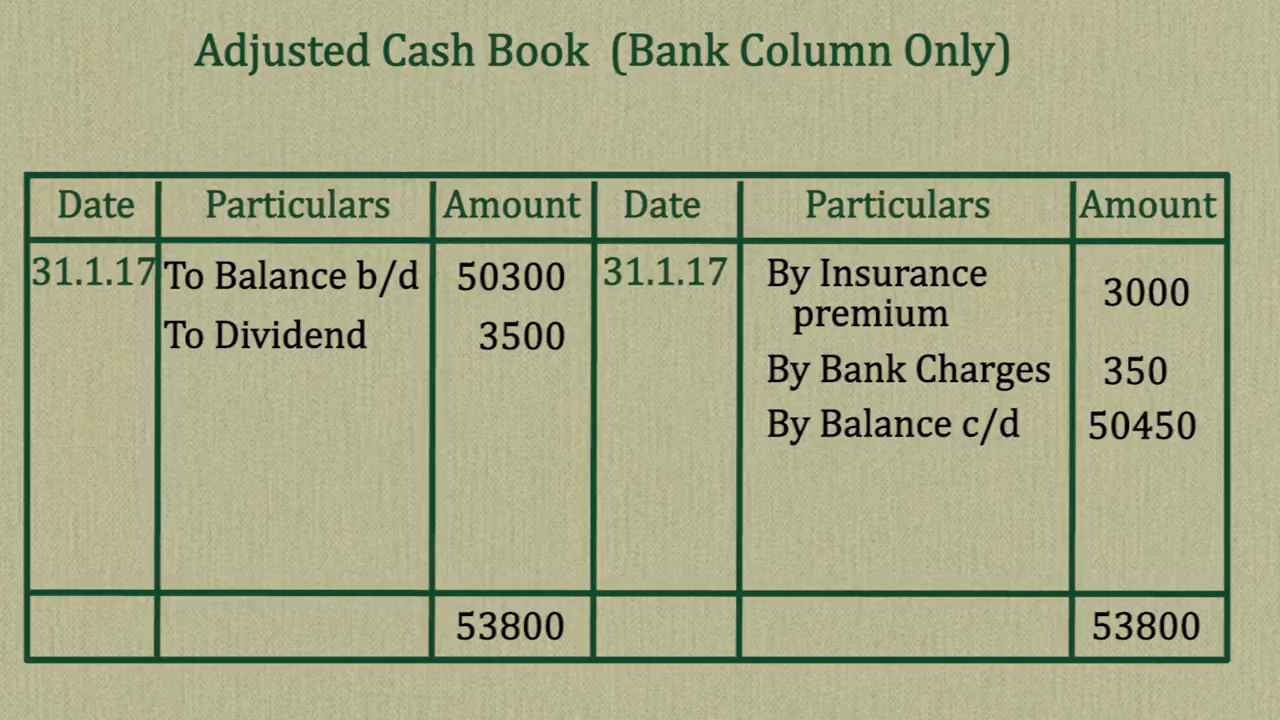 Adjusted Cash Book (Bank Column Only)
Date Particulars Amount Date Particulars Amount
31.1.17 To Balance b/d 50300 31.1.17 By Insurance
premium 3000
To Dividend 3500
By Bank Charges 350
By Balance c/d 50450
53800 53800